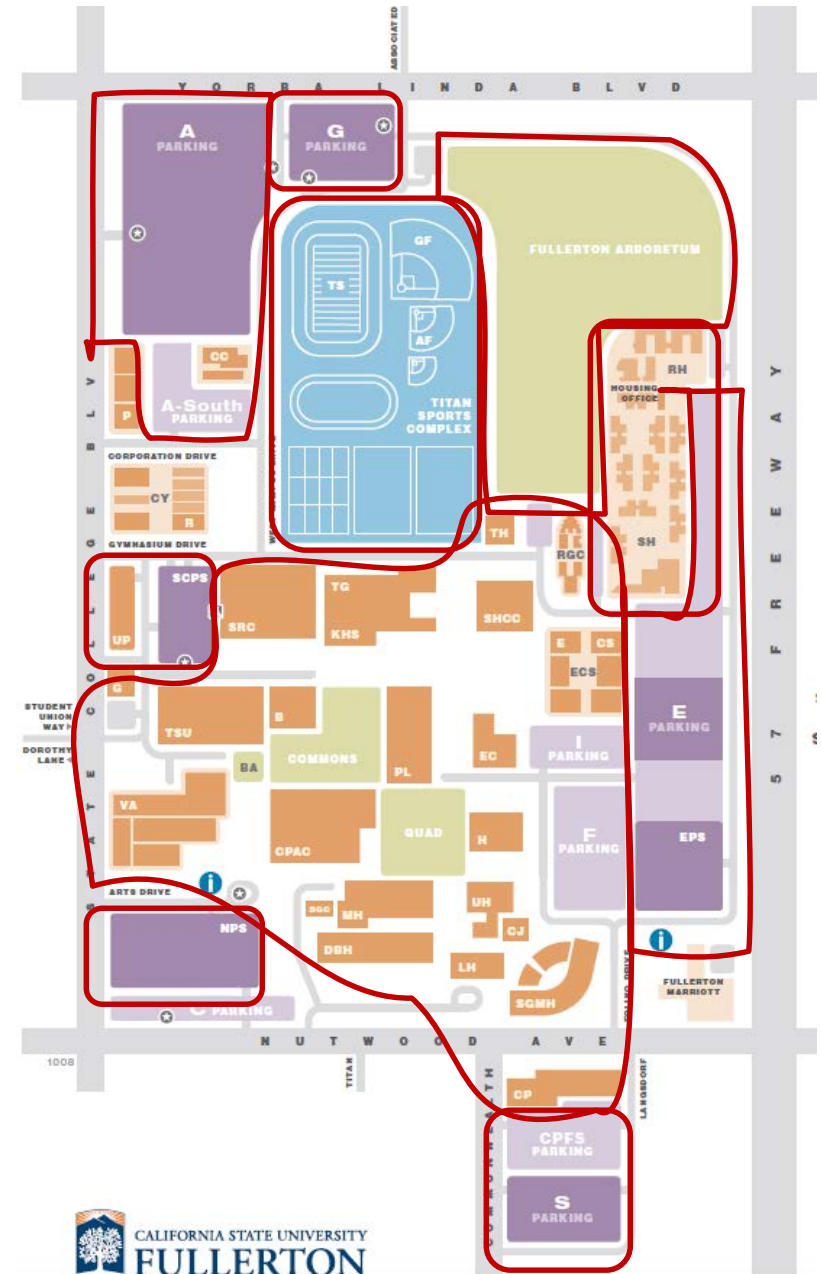 ASSOCIATED
YORBA LINDA BLVD
A
PARKING
G
PARKING
GF
TS
AF
FULLERTON ARBORETUM
CC
P
A-South
PARKING
TITAN
SPORTS
COMPLEX
RH
HOUSING
OFFICE
STATE COLLEGE BLV
57 FREEWAY
CORPORATION DRIVE
CY
R
GYMNASIUM DRIVE
TH
RGC
SH
SCPS
UP
SRC
TG
KHS
SHCC
E
CS
ECS
G
STUDENT
UNION
WAY
DOROTHY
LANE
TSU
B
COMMONS
PL
EC
I
PARKING
E
PARKING
BA
VA
CPAC
QUAD
H
F
PARKING
EPS
ARTS DRIVE
i
NPS
SGC
MH
DBH
UH
CJ
LH
SGMH
i
FULLERTON
MARRIOTT
C PARKING
NUTWOOD AVE
1008
TITAN
COMMONWEALTH
LANGSDORF
CP
CPFS
PARKING
S
PARKING
CALIFORNIA STATE UNIVERSITY
FULLERTON